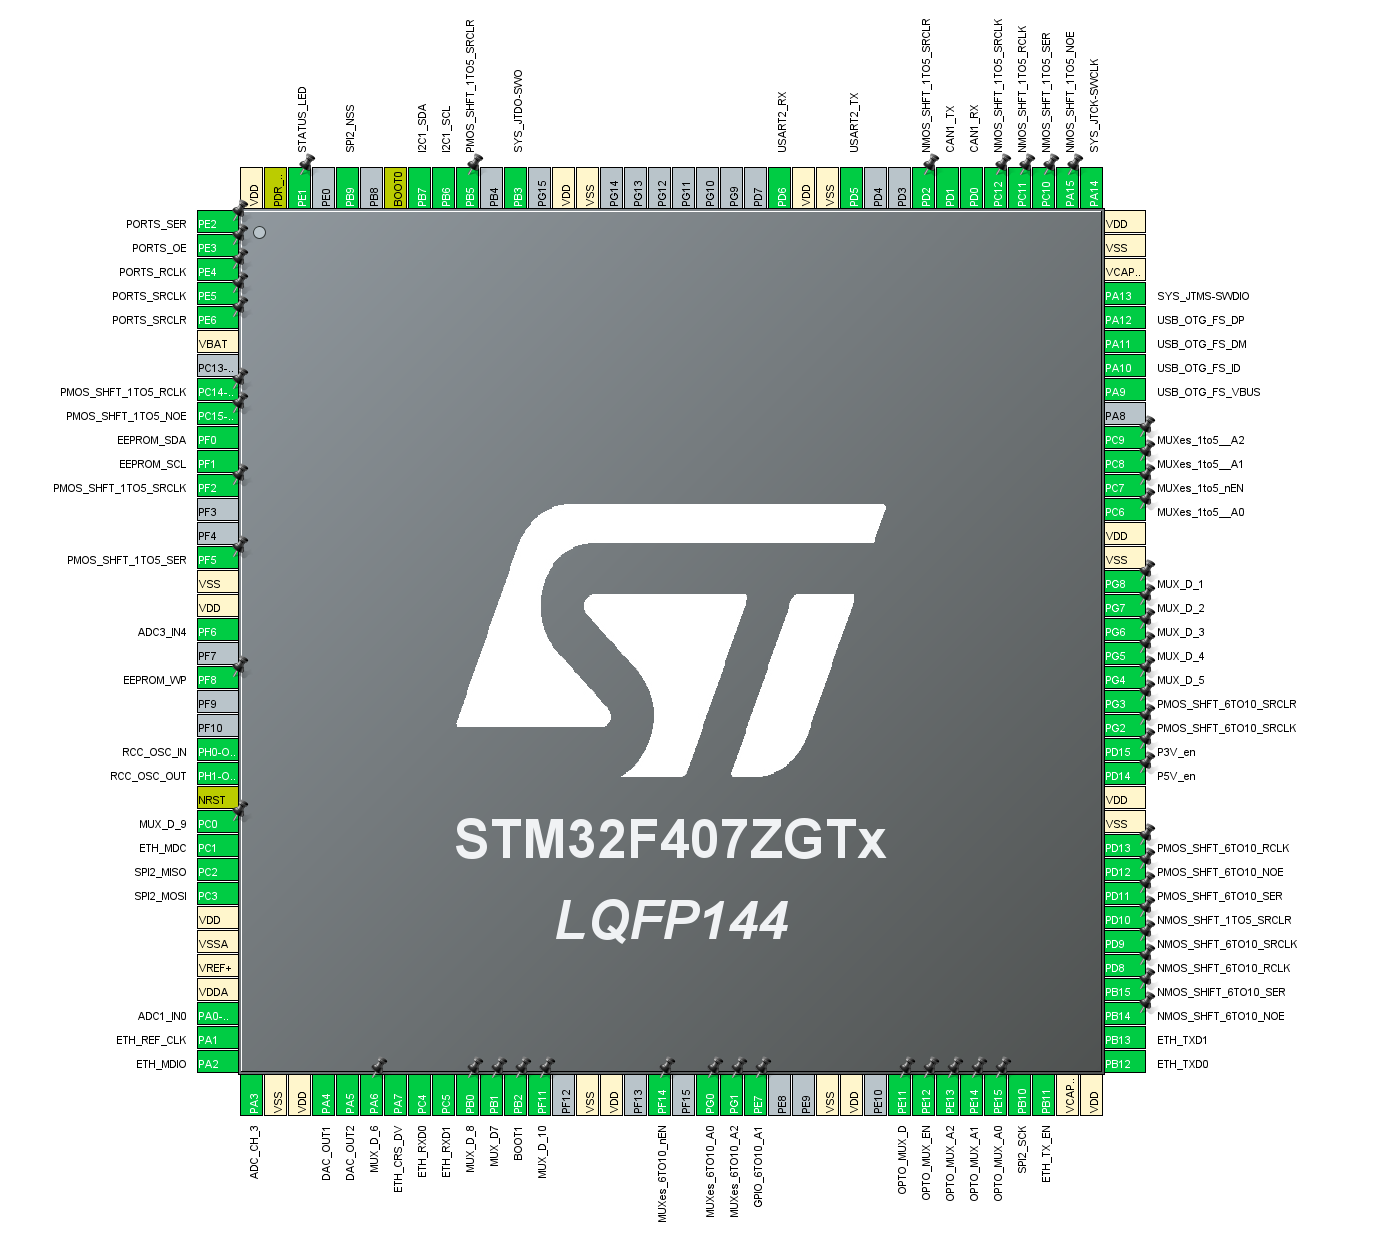 STATUS_LED
SPI2_NSS
I2C1_SDA
I2C1_SCL
PMOS_SHFT_1TO5_SRCLR
SYS_JTDO-SWO
USART2_RX
USART2_TX
NMOS_SHFT_1TO5_SRCLR
CAN1_TX
CAN1_RX
NMOS_SHFT_1TO5_SRCLK
NMOS_SHFT_1TO5_RCLK
NMOS_SHFT_1TO5_SER
NMOS_SHFT_1TO5_NOE
SYS_JTCK-SWCLK
VDD
PDR_..
PE1
PE0
PB9
PB8
BOOT0
PB7
PB6
PB5
PB4
PB3
PG15
VDD
VSS
PG14
PG13
PG12
PG11
PG10
PG9
PD7
PD6
VDD
VSS
PD5
PD4
PD3
PD2
PD1
PD0
PC12
PC11
PC10
PA15
PA14
PORTS_SER PE2
PORTS_OE PE3
PORTS_RCLK PE4
PORTS_SRCLK PE5
PORTS_SRCLR PE6
VBAT
PC13-..
PMOS_SHFT_1TO5_RCLK PC14-..
PMOS_SHFT_1TO5_NOE PC15-..
EEPROM_SDA PF0
EEPROM_SCL PF1
PMOS_SHFT_1TO5_SRCLK PF2
PF3
PF4
PMOS_SHFT_1TO5_SER PF5
VSS
VDD
ADC3_IN4 PF6
PF7
EEPROM_WP PF8
PF9
PF10
RCC_OSC_IN PH0-O..
RCC_OSC_OUT PH1-O..
NRST
MUX_D_9 PC0
ETH_MDC PC1
SPI2_MISO PC2
SPI2_MOSI PC3
VDD
VSSA
VREF+
VDDA
ADC1_IN0 PA0-..
ETH_REF_CLK PA1
ETH_MDIO PA2
ST
STM32F407ZGTx
LQFP144
VDD
VSS
VCAP..
PA13 SYS_JTMS-SWDIO
PA12 USB_OTG_FS_DP
PA11 USB_OTG_FS_DM
PA10 USB_OTG_FS_ID
PA9 USB_OTG_FS_VBUS
PA8
PC9 MUXes_1to5__A2
PC8 MUXes_1to5__A1
PC7 MUXes_1to5_nEN
PC6 MUXes_1to5__A0
VDD
VSS
PG8 MUX_D_1
PG7 MUX_D_2
PG6 MUX_D_3
PG5 MUX_D_4
PG4 MUX_D_5
PG3 PMOS_SHFT_6TO10_SRCLR
PG2 PMOS_SHFT_6TO10_SRCLK
PD15 P3V_en
PD14 P5V_en
VDD
VSS
PD13 PMOS_SHFT_6TO10_RCLK
PD12 PMOS_SHFT_6TO10_NOE
PD11 PMOS_SHFT_6TO10_SER
PD10 NMOS_SHFT_1TO5_SRCLR
PD9 NMOS_SHFT_6TO10_SRCLK
PD8 NMOS_SHFT_6TO10_RCLK
PB15 NMOS_SHIFT_6TO10_SER
PB14 NMOS_SHFT_6TO10_NOE
PB13 ETH_TXD1
PB12 ETH_TXD0
PA3
VSS
VDD
PA4
PA5
PA6
PA7
PC4
PC5
PB0
PB1
PB2
PF11
PF12
VSS
VDD
PF13
PF14
PF15
PG0
PG1
PE7
PE8
PE9
VSS
VDD
PE10
PE11
PE12
PE13
PE14
PE15
PB10
PB11
VCAP..
VDD
ADC_CH_3
DAC_OUT1
DAC_OUT2
MUX_D_6
ETH_CRS_DV
ETH_RXD0
ETH_RXD1
MUX_D_8
MUX_D7
BOOT1
MUX_D_10
MUXes_6TO10_nEN
MUXes_6TO10_A0
MUXes_6TO10_A2
GPIO_6TO10_A1
OPTO_MUX_D
OPTO_MUX_EN
OPTO_MUX_A2
OPTO_MUX_A1
OPTO_MUX_A0
SPI2_SCK
ETH_TX_EN